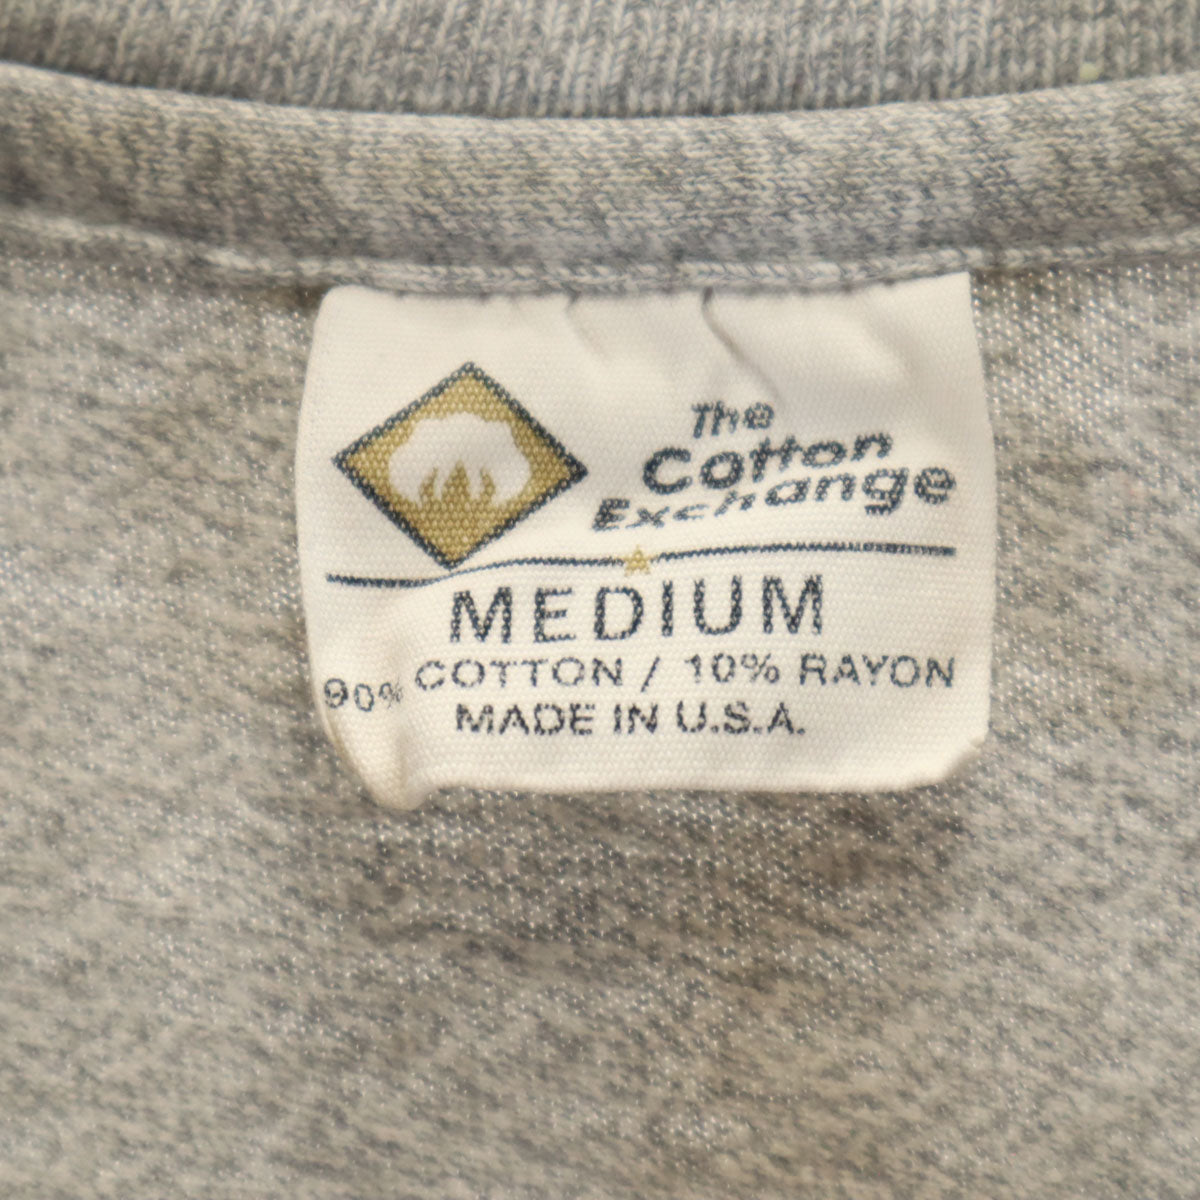 The
Cotton
Exchange
MEDIUM
90% COTTON / 10% RAYON
MADE IN U.S.A.